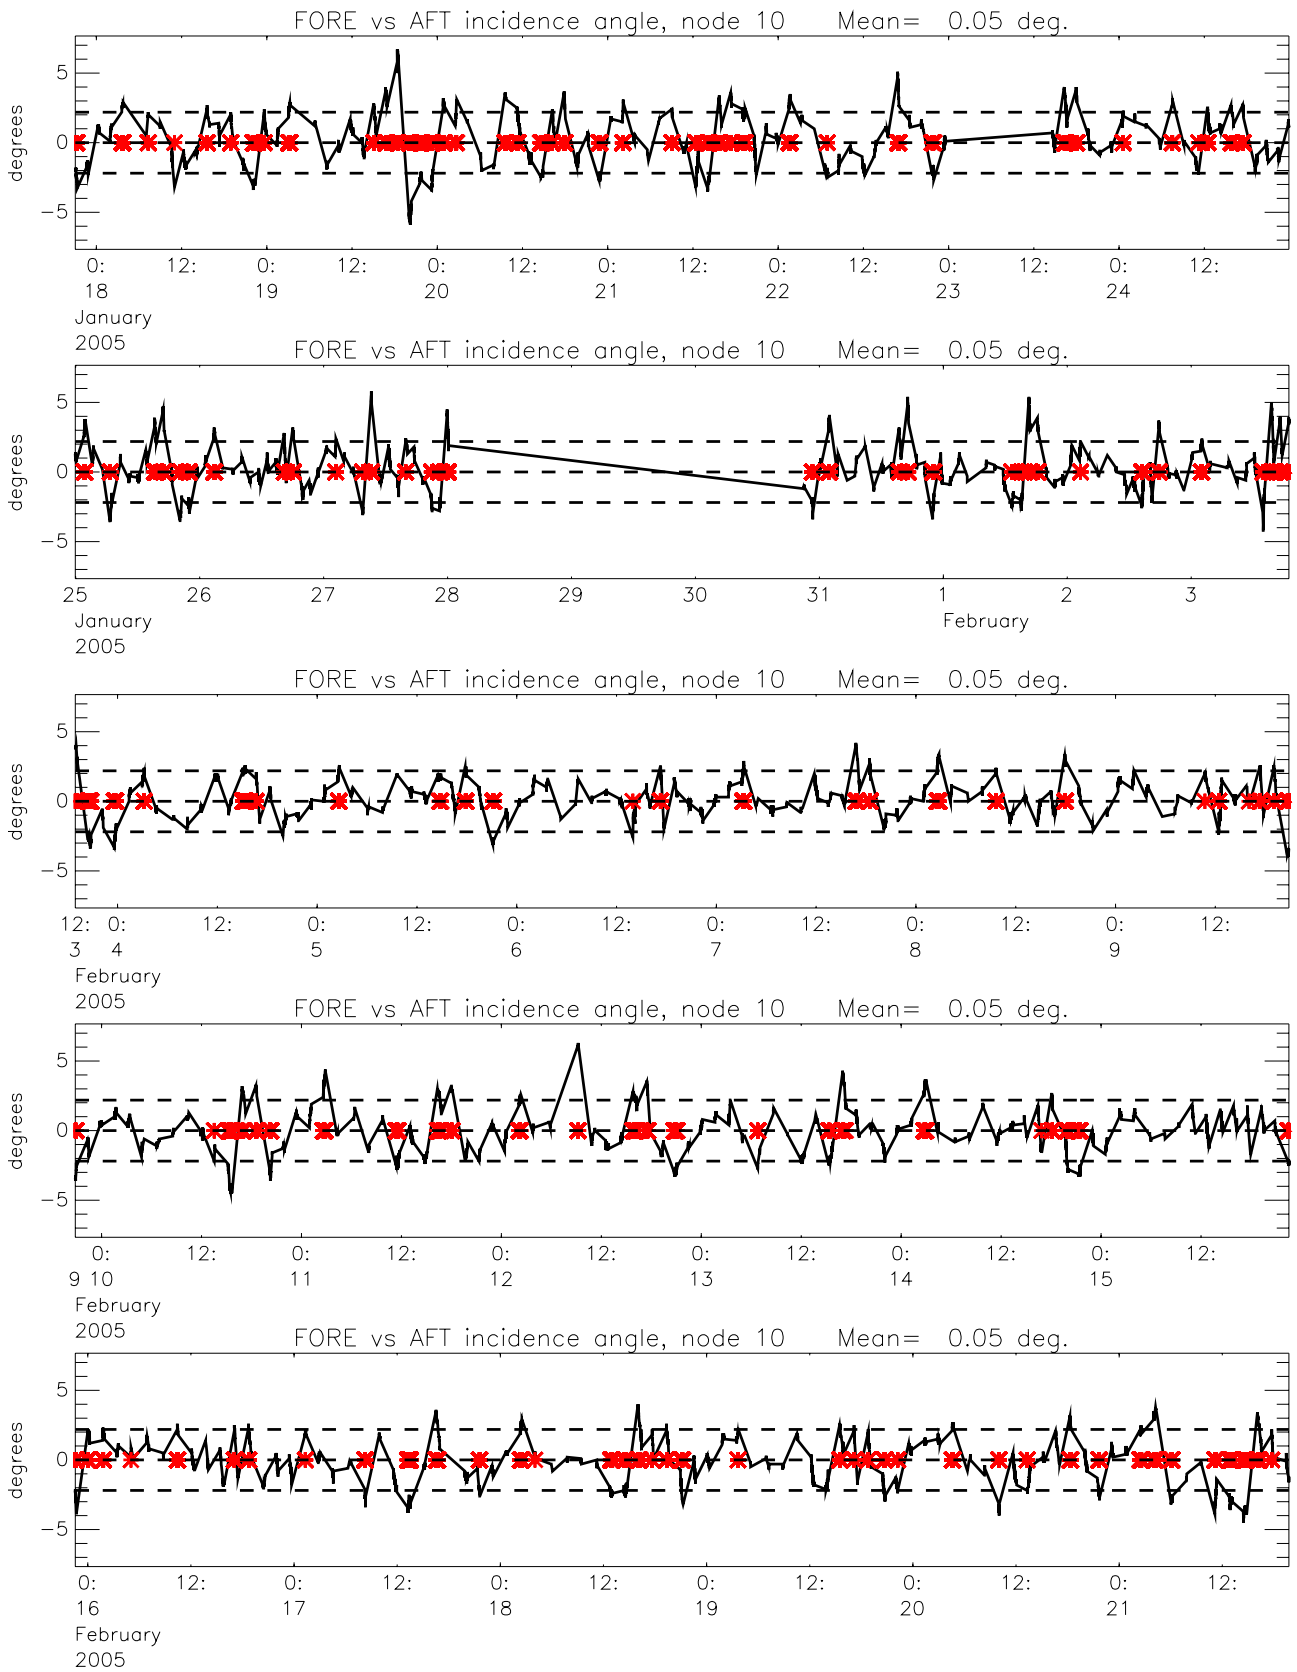 FORE vs AFT incidence angle, node 10 Mean= 0.05 deg.
degrees
5
0
-5
0: 12: 0: 12: 0: 12: 0: 12: 0: 12: 0: 0: 12:
18 19 20 21 22 23 24
January
2005
FORE vs AFT incidence angle, node 10 Mean= 0.05 deg.
degrees
5
0
-5
25 26 27 28 29 30 31 1 2 3
January February
2005
FORE vs AFT incidence angle, node 10 Mean= 0.05 deg.
degrees
5
0
-5
12: 0: 12: 0: 12: 0: 12: 0: 12: 0: 12: 0: 12:
3 4 5 6 7 8 9
February
2005
FORE vs AFT incidence angle, node 10 Mean= 0.05 deg.
degrees
5
0
-5
0: 12: 0: 12: 0: 12: 0: 12: 0: 12: 0: 12:
9 10 11 12 13 14 15
February
2005
FORE vs AFT incidence angle, node 10 Mean= 0.05 deg.
degrees
5
0
-5
0: 12: 0: 12: 0: 12: 0: 12: 0: 12: 0: 12:
16 17 18 19 20 21
February
2005